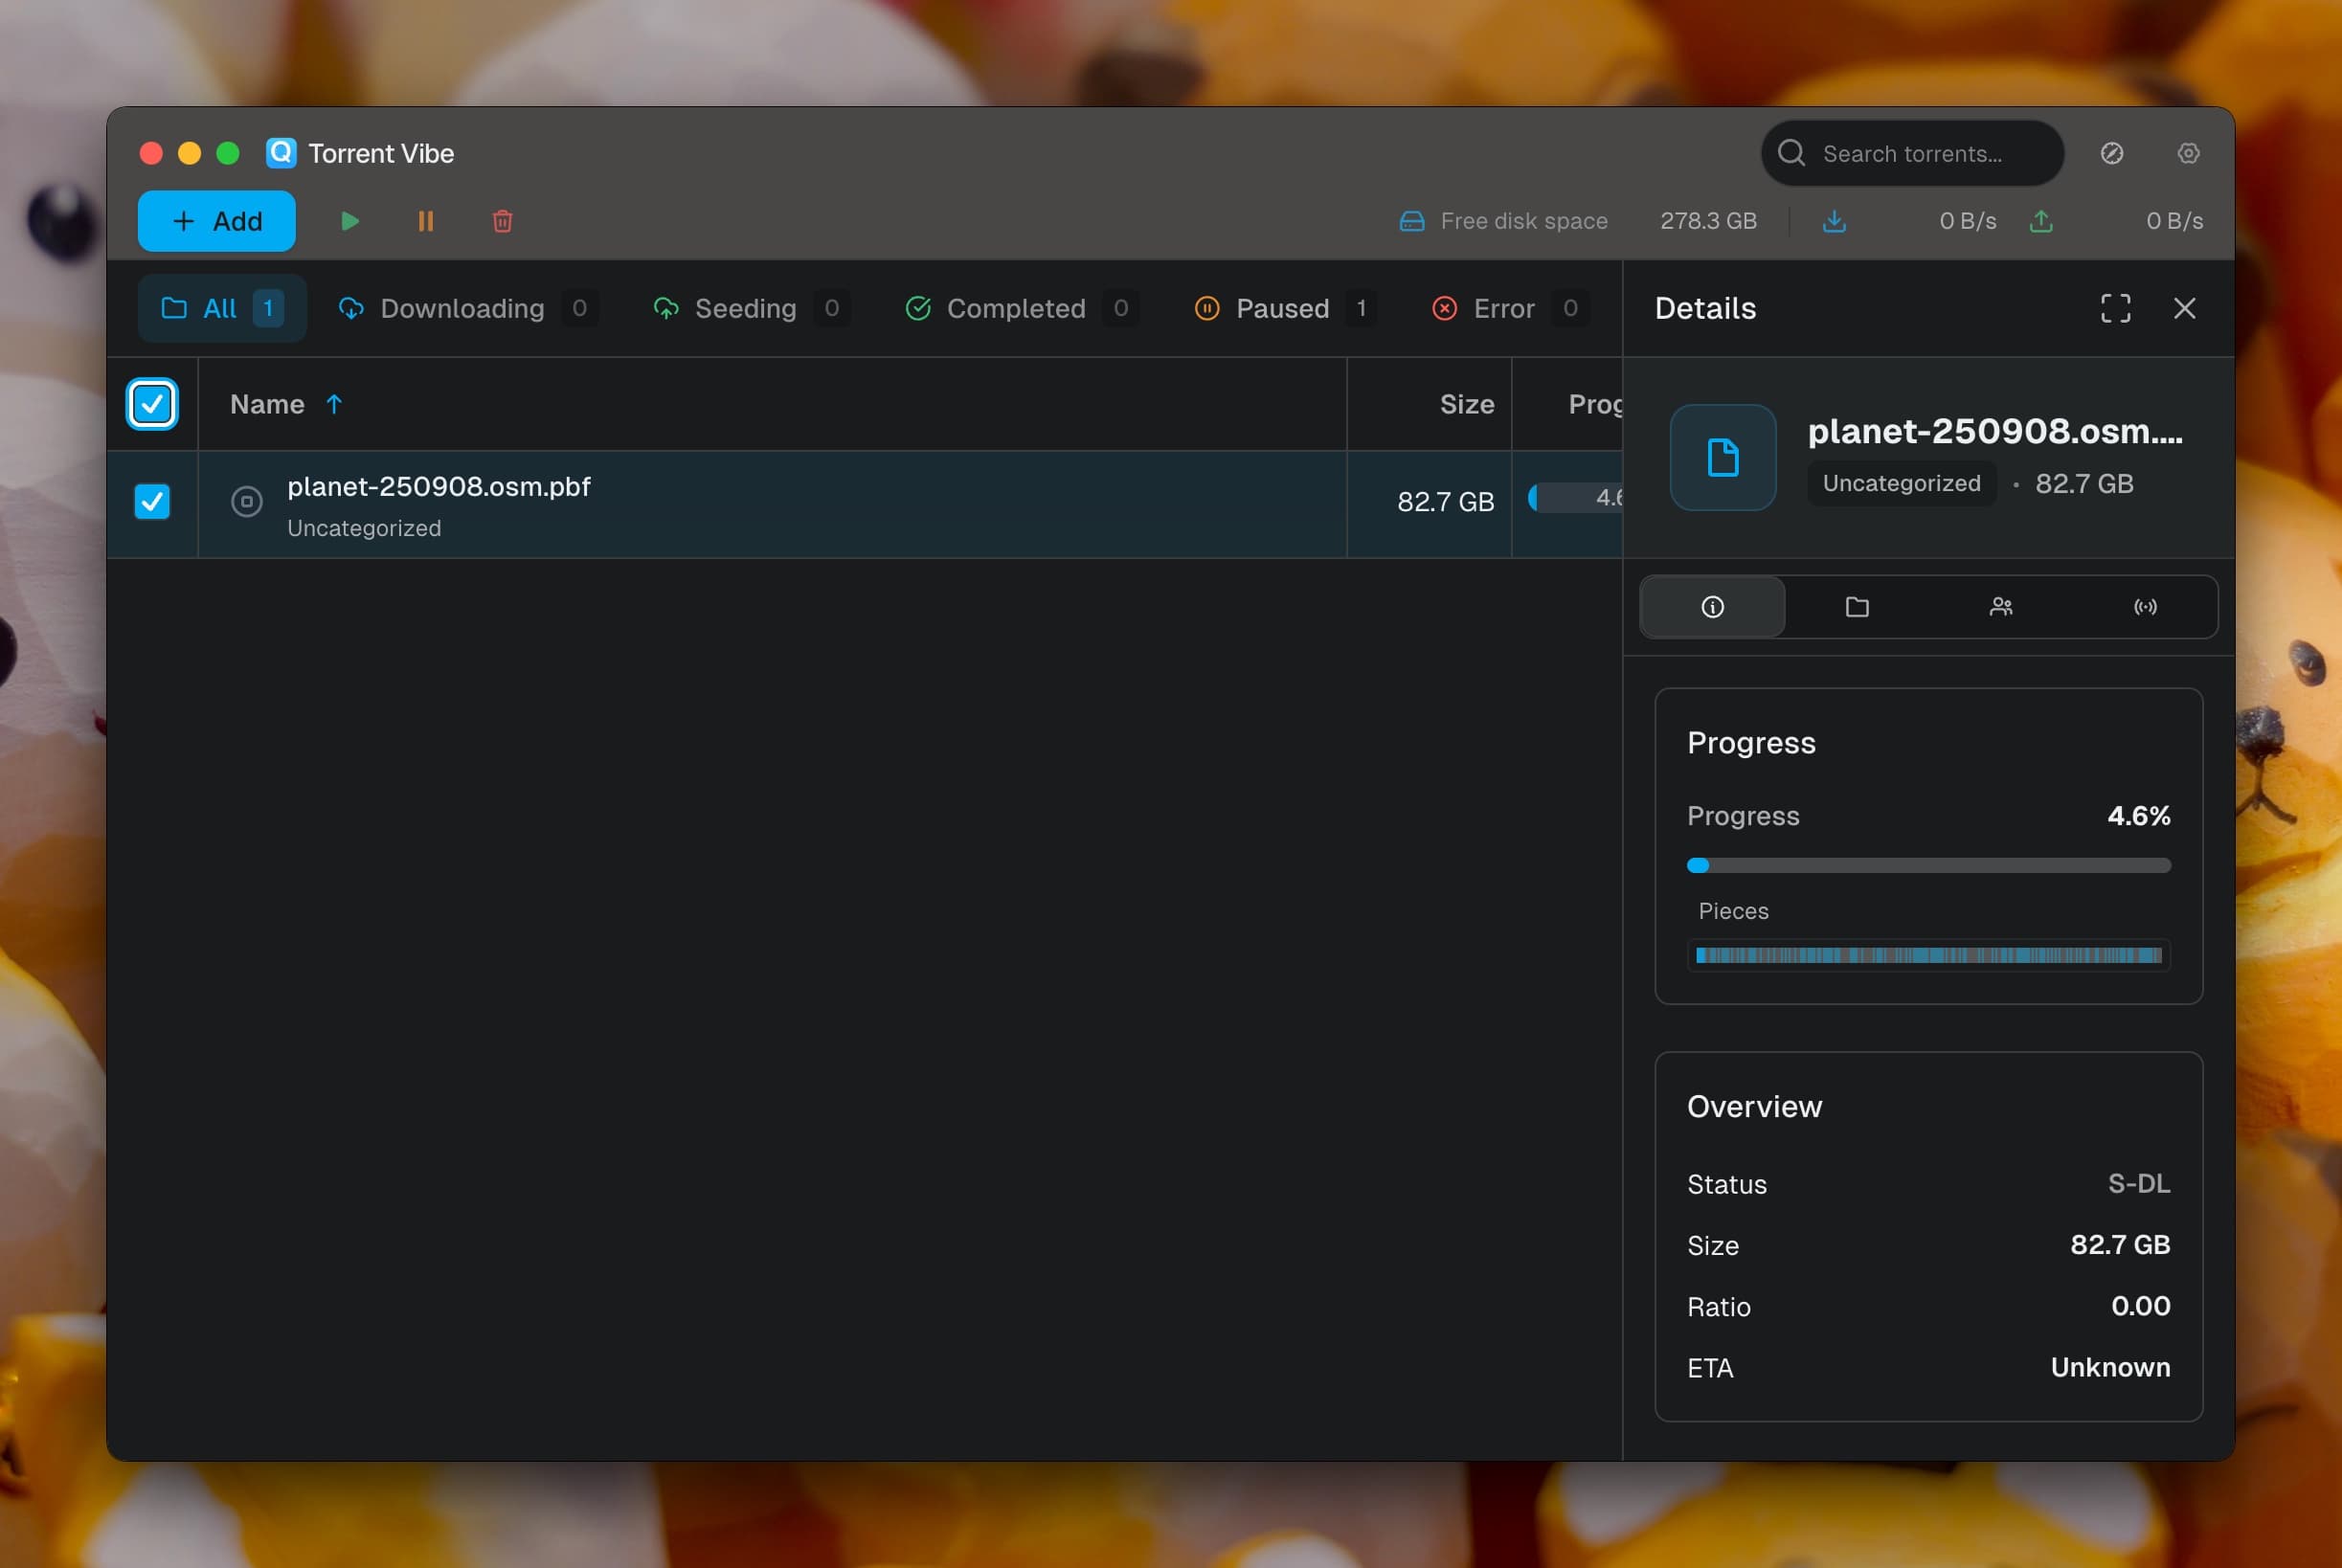 Torrent Vibe
Search torrents...
Add
Free disk space 278.3 GB 0 B/s 0 B/s
All 1 Downloading 0 Seeding 0 Completed 0 Paused 1 Error 0
Details
Name Size Prog
planet-250908.osm.pbf
Uncategorized
82.7 GB
4.6
planet-250908.osm....
Uncategorized • 82.7 GB
Progress
Progress 4.6%
Pieces
Overview
Status S-DL
Size 82.7 GB
Ratio 0.00
ETA Unknown